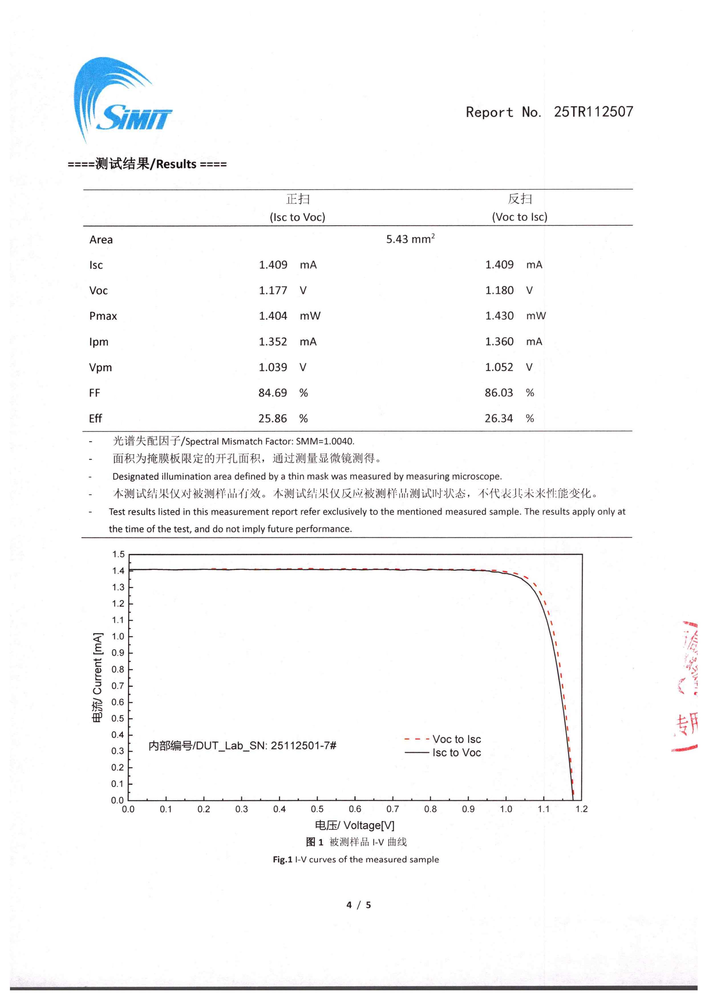 SIMIT
Report No. 25TR112507
====测试结果/Results ====
正扫 反扫
(Isc to Voc) (Voc to Isc)
Area 5.43 mm²
Isc 1.409 mA 1.409 mA
Voc 1.177 V 1.180 V
Pmax 1.404 mW 1.430 mW
Ipm 1.352 mA 1.360 mA
Vpm 1.039 V 1.052 V
FF 84.69 % 86.03 %
Eff 25.86 % 26.34 %
- 光谱失配因子/Spectral Mismatch Factor: SMM=1.0040.
- 面积为掩膜板限定的开孔面积，通过测量显微镜测得。
- Designated illumination area defined by a thin mask was measured by measuring microscope.
- 本测试结果仅对被测样品有效。本测试结果仅反应被测样品测试时状态，不代表其未来性能变化。
- Test results listed in this measurement report refer exclusively to the mentioned measured sample. The results apply only at
the time of the test, and do not imply future performance.
1.5
1.4
1.3
1.2
1.1
1.0
0.9
0.8
0.7
0.6
0.5
0.4
0.3
0.2
0.1
0.0
电流/ Current [mA]
内部编号/DUT_Lab_SN: 25112501-7#
Voc to Isc
Isc to Voc
0.0 0.1 0.2 0.3 0.4 0.5 0.6 0.7 0.8 0.9 1.0 1.1 1.2
电压/ Voltage[V]
图 1 被测样品 I-V 曲线
Fig.1 I-V curves of the measured sample
专用
4 / 5